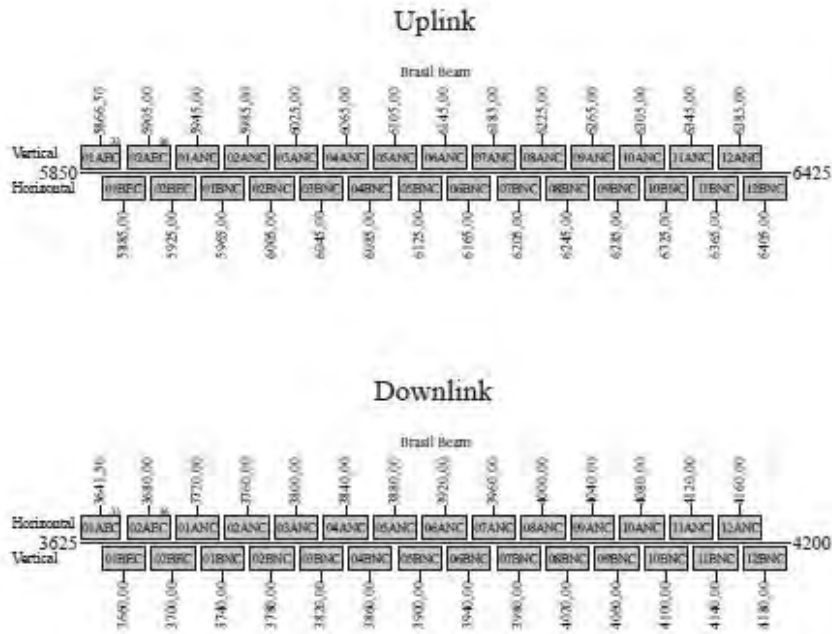 Uplink
Brasil Beam
5866,50 5905,00 5945,00 5985,00 6025,00 6065,00 6105,00 6145,00 6185,00 6225,00 6265,00 6305,00 6345,00 6385,00
Vertical 01AEC 02AEC 01ANC 02ANC 03ANC 04ANC 05ANC 06ANC 07ANC 08ANC 09ANC 10ANC 11ANC 12ANC
5850 6425
Horizontal 01BEC 02BEC 01BNC 02BNC 03BNC 04BNC 05BNC 06BNC 07BNC 08BNC 09BNC 10BNC 11BNC 12BNC
5885,00 5925,00 5965,00 6005,00 6045,00 6085,00 6125,00 6165,00 6205,00 6245,00 6285,00 6325,00 6365,00 6405,00
Downlink
Brasil Beam
3641,50 3680,00 3720,00 3760,00 3800,00 3840,00 3880,00 3920,00 3960,00 4000,00 4040,00 4080,00 4120,00 4160,00
Horizontal 01AEC 02AEC 01ANC 02ANC 03ANC 04ANC 05ANC 06ANC 07ANC 08ANC 09ANC 10ANC 11ANC 12ANC
3625 4200
Vertical 01BEC 02BEC 01BNC 02BNC 03BNC 04BNC 05BNC 06BNC 07BNC 08BNC 09BNC 10BNC 11BNC 12BNC
3660,00 3700,00 3740,00 3780,00 3820,00 3860,00 3900,00 3940,00 3980,00 4020,00 4060,00 4100,00 4140,00 4180,00